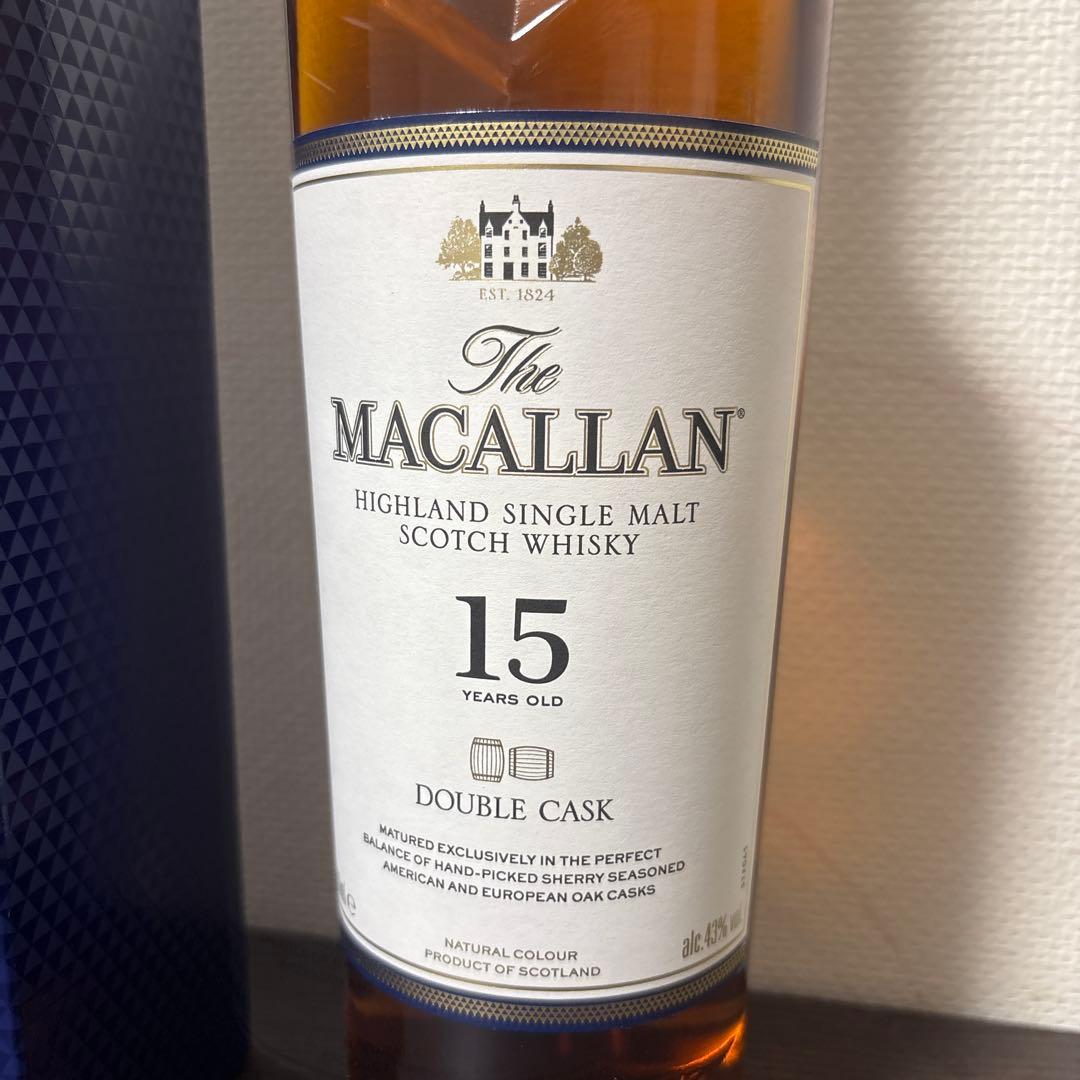 EST. 1824
The
MACALLAN®
HIGHLAND SINGLE MALT
SCOTCH WHISKY
15
YEARS OLD
DOUBLE CASK
MATURED EXCLUSIVELY IN THE PERFECT
BALANCE OF HAND-PICKED SHERRY SEASONED
AMERICAN AND EUROPEAN OAK CASKS
alc.43% vol
NATURAL COLOUR
PRODUCT OF SCOTLAND